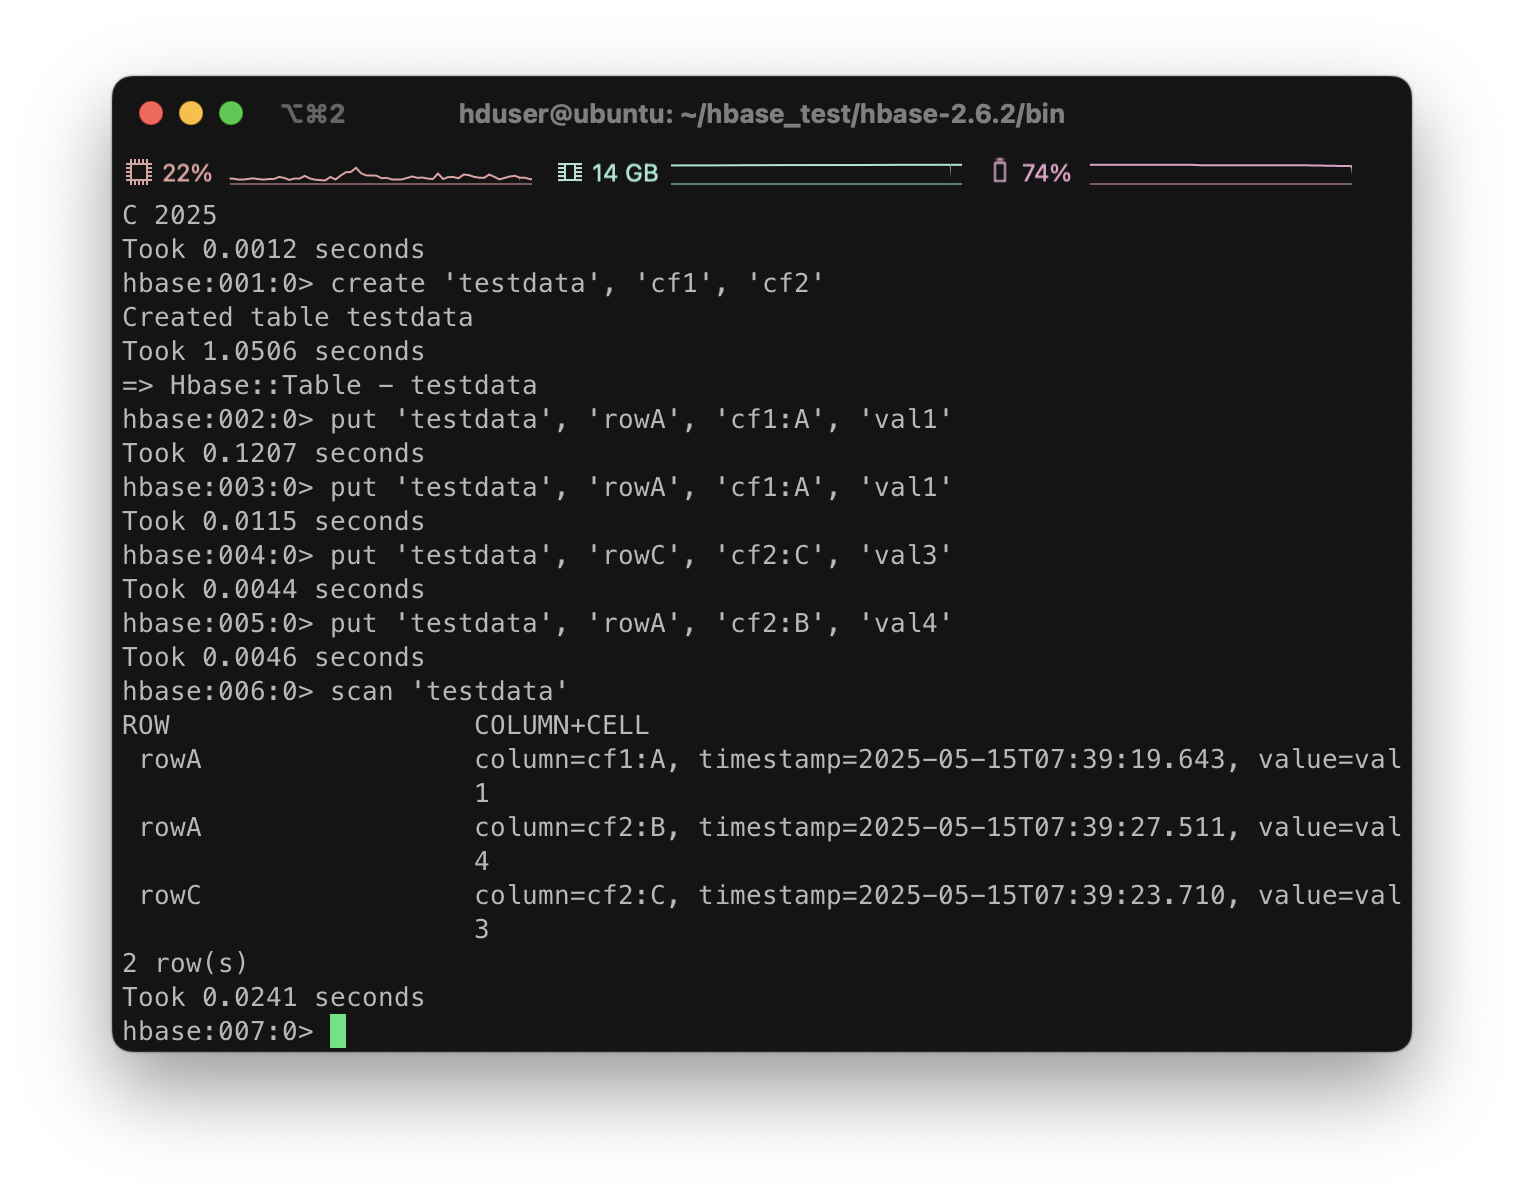 ⌥⌘2 hduser@ubuntu: ~/hbase_test/hbase-2.6.2/bin
22% 14 GB 74%
C 2025
Took 0.0012 seconds
hbase:001:0> create 'testdata', 'cf1', 'cf2'
Created table testdata
Took 1.0506 seconds
=> Hbase::Table - testdata
hbase:002:0> put 'testdata', 'rowA', 'cf1:A', 'val1'
Took 0.1207 seconds
hbase:003:0> put 'testdata', 'rowA', 'cf1:A', 'val1'
Took 0.0115 seconds
hbase:004:0> put 'testdata', 'rowC', 'cf2:C', 'val3'
Took 0.0044 seconds
hbase:005:0> put 'testdata', 'rowA', 'cf2:B', 'val4'
Took 0.0046 seconds
hbase:006:0> scan 'testdata'
ROW COLUMN+CELL
rowA column=cf1:A, timestamp=2025-05-15T07:39:19.643, value=val
1
rowA column=cf2:B, timestamp=2025-05-15T07:39:27.511, value=val
4
rowC column=cf2:C, timestamp=2025-05-15T07:39:23.710, value=val
3
2 row(s)
Took 0.0241 seconds
hbase:007:0>